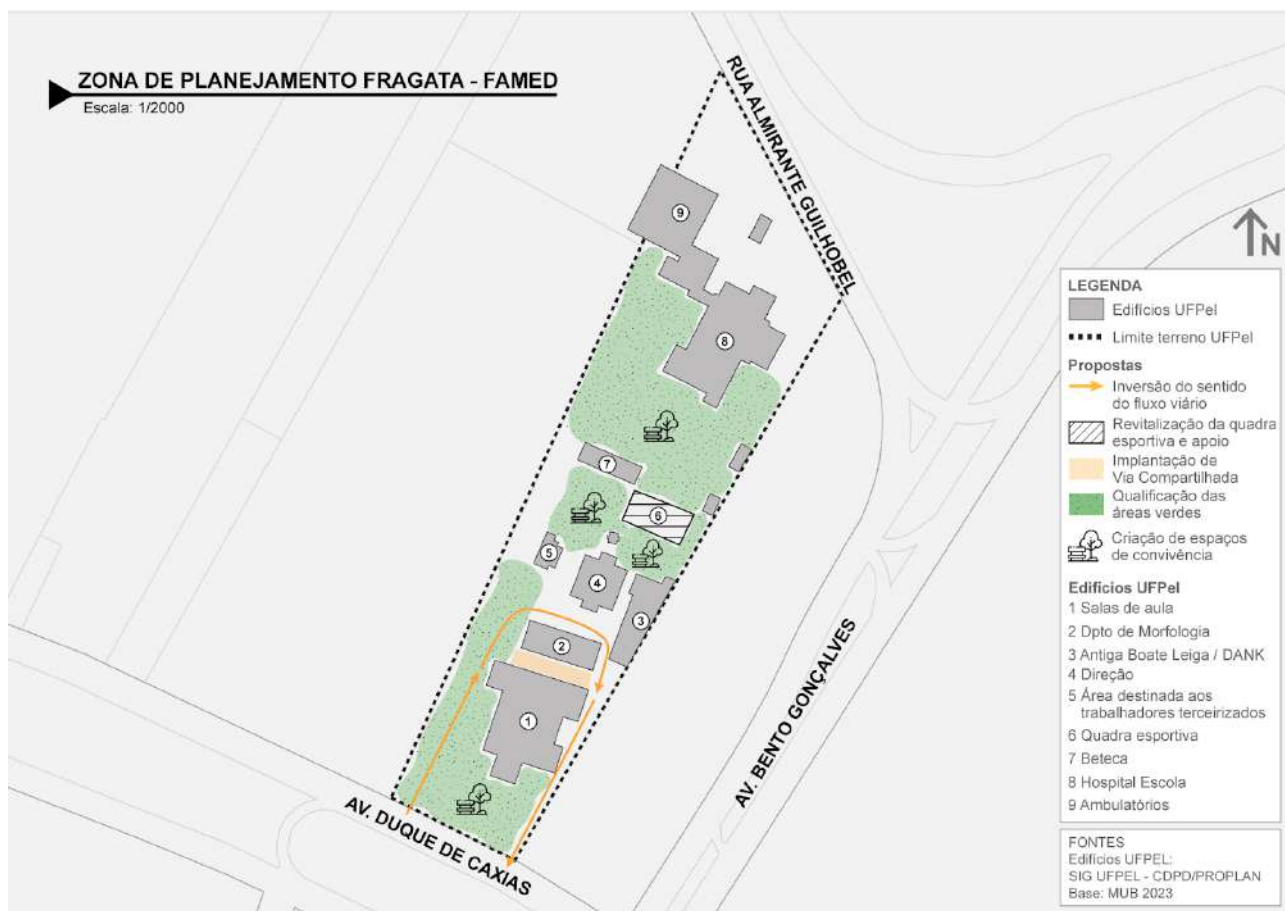 ZONA DE PLANEJAMENTO FRAGATA - FAMED
Escala: 1/2000
RUA ALMIRANTE GUILHOBEL
9
8
7
6
5
4
3
2
1
AV. BENTO GONÇALVES
AV. DUQUE DE CAXIAS
N
LEGENDA
Edifícios UFPel
Limite terreno UFPel
Propostas
Inversão do sentido
do fluxo viário
Revitalização da quadra
esportiva e apoio
Implantação de
Via Compartilhada
Qualificação das
áreas verdes
Criação de espaços
de convivência
Edifícios UFPel
1 Salas de aula
2 Dpto de Morfologia
3 Antiga Boate Leiga / DANK
4 Direção
5 Área destinada aos
trabalhadores terceirizados
6 Quadra esportiva
7 Beteca
8 Hospital Escola
9 Ambulatórios
FONTES
Edifícios UFPEL:
SIG UFPEL - CDPD/PROPLAN
Base: MUB 2023